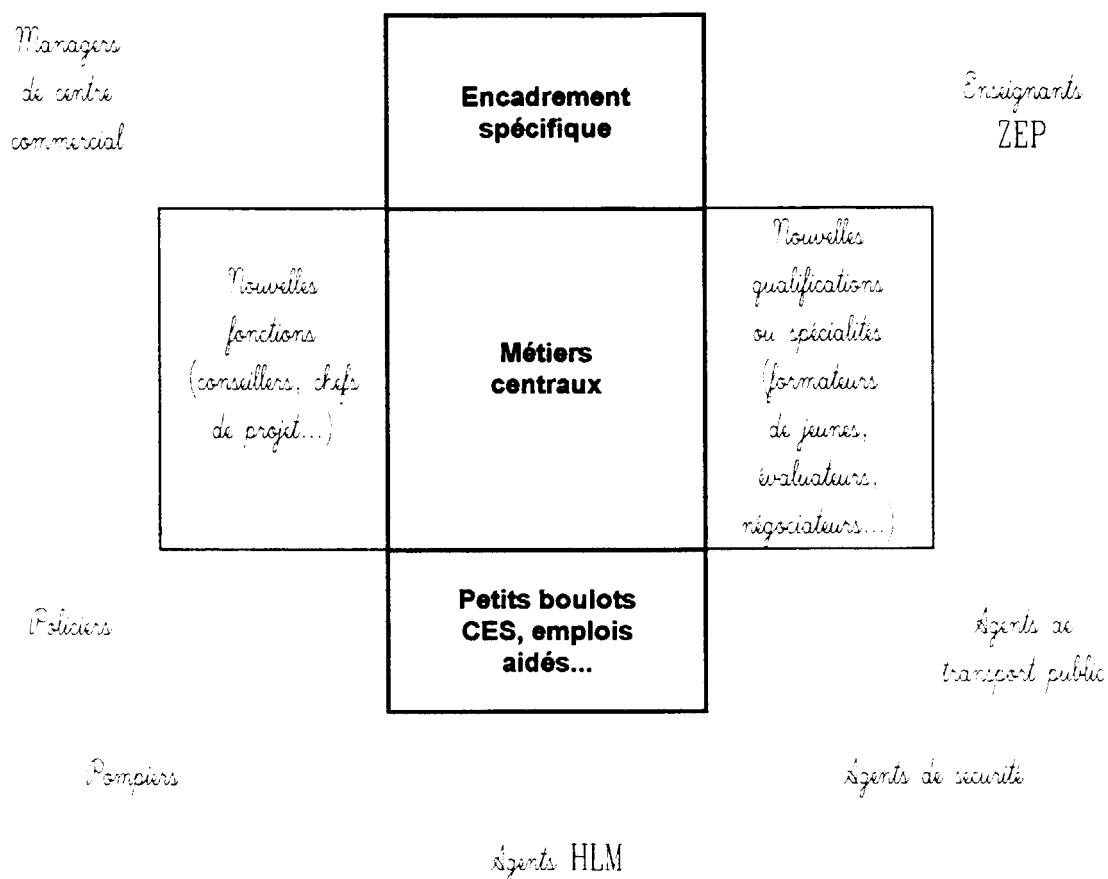 Managers
de centre
commercial
Encadrement
spécifique
Enseignants
ZEP
Nouvelles
fonctions
(conseillers, chefs
de projet...)
Métiers
centraux
Nouvelles
qualifications
ou spécialités
(formateurs
de jeunes,
évaluateurs,
négociateurs...)
Petits boulots
CES, emplois
aidés...
Policiers
Agents de
transport public
Pompiers
Agents de securité
Agents HLM